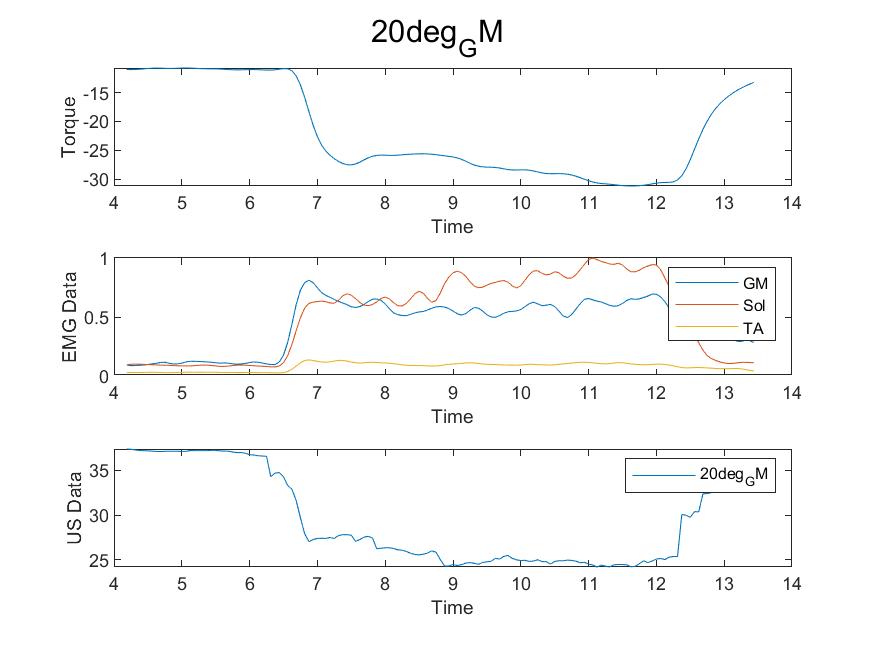 20deg_GM
Torque
-15
-20
-25
-30
4 5 6 7 8 9 10 11 12 13 14
Time
EMG Data
1
0.5
0
GM
Sol
TA
4 5 6 7 8 9 10 11 12 13 14
Time
US Data
35
30
25
20deg_GM
4 5 6 7 8 9 10 11 12 13 14
Time